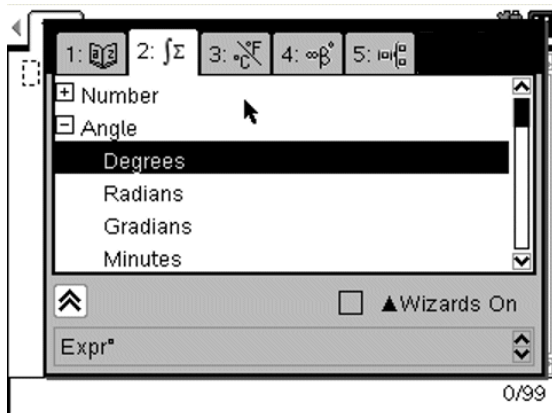 1: 2: ∫Σ 3: °C°F 4: ∞β° 5:
Number
Angle
Degrees
Radians
Gradians
Minutes
▲Wizards On
Expr°
0/99